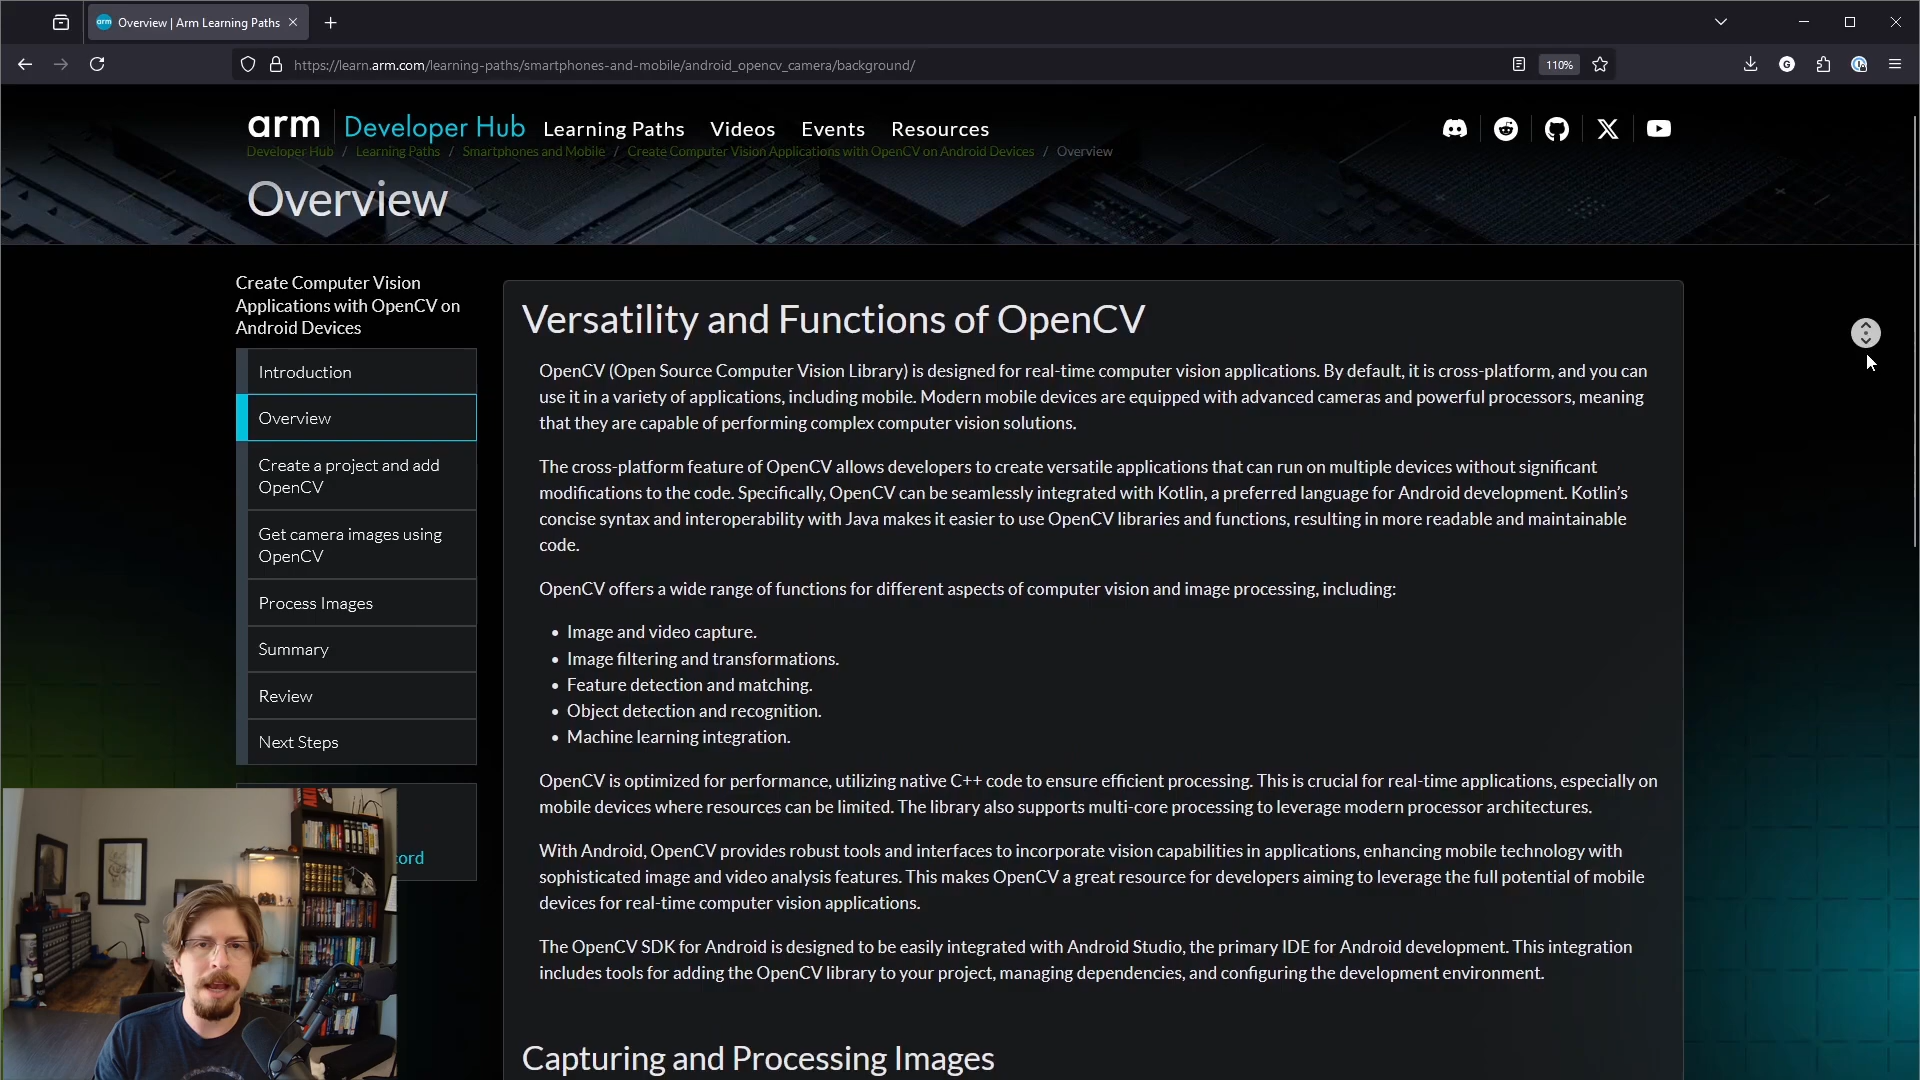 Overview | Arm Learning Paths
https://learn.arm.com/learning-paths/smartphones-and-mobile/android_opencv_camera/background/
110%
arm Developer Hub Learning Paths Videos Events Resources
Developer Hub / Learning Paths / Smartphones and Mobile / Create Computer Vision Applications with OpenCV on Android Devices / Overview
Overview
Create Computer Vision
Applications with OpenCV on
Android Devices
Introduction
Overview
Create a project and add
OpenCV
Get camera images using
OpenCV
Process Images
Summary
Review
Next Steps
cord
Versatility and Functions of OpenCV
OpenCV (Open Source Computer Vision Library) is designed for real-time computer vision applications. By default, it is cross-platform, and you can
use it in a variety of applications, including mobile. Modern mobile devices are equipped with advanced cameras and powerful processors, meaning
that they are capable of performing complex computer vision solutions.
The cross-platform feature of OpenCV allows developers to create versatile applications that can run on multiple devices without significant
modifications to the code. Specifically, OpenCV can be seamlessly integrated with Kotlin, a preferred language for Android development. Kotlin's
concise syntax and interoperability with Java makes it easier to use OpenCV libraries and functions, resulting in more readable and maintainable
code.
OpenCV offers a wide range of functions for different aspects of computer vision and image processing, including:
• Image and video capture.
• Image filtering and transformations.
• Feature detection and matching.
• Object detection and recognition.
• Machine learning integration.
OpenCV is optimized for performance, utilizing native C++ code to ensure efficient processing. This is crucial for real-time applications, especially on
mobile devices where resources can be limited. The library also supports multi-core processing to leverage modern processor architectures.
With Android, OpenCV provides robust tools and interfaces to incorporate vision capabilities in applications, enhancing mobile technology with
sophisticated image and video analysis features. This makes OpenCV a great resource for developers aiming to leverage the full potential of mobile
devices for real-time computer vision applications.
The OpenCV SDK for Android is designed to be easily integrated with Android Studio, the primary IDE for Android development. This integration
includes tools for adding the OpenCV library to your project, managing dependencies, and configuring the development environment.
Capturing and Processing Images